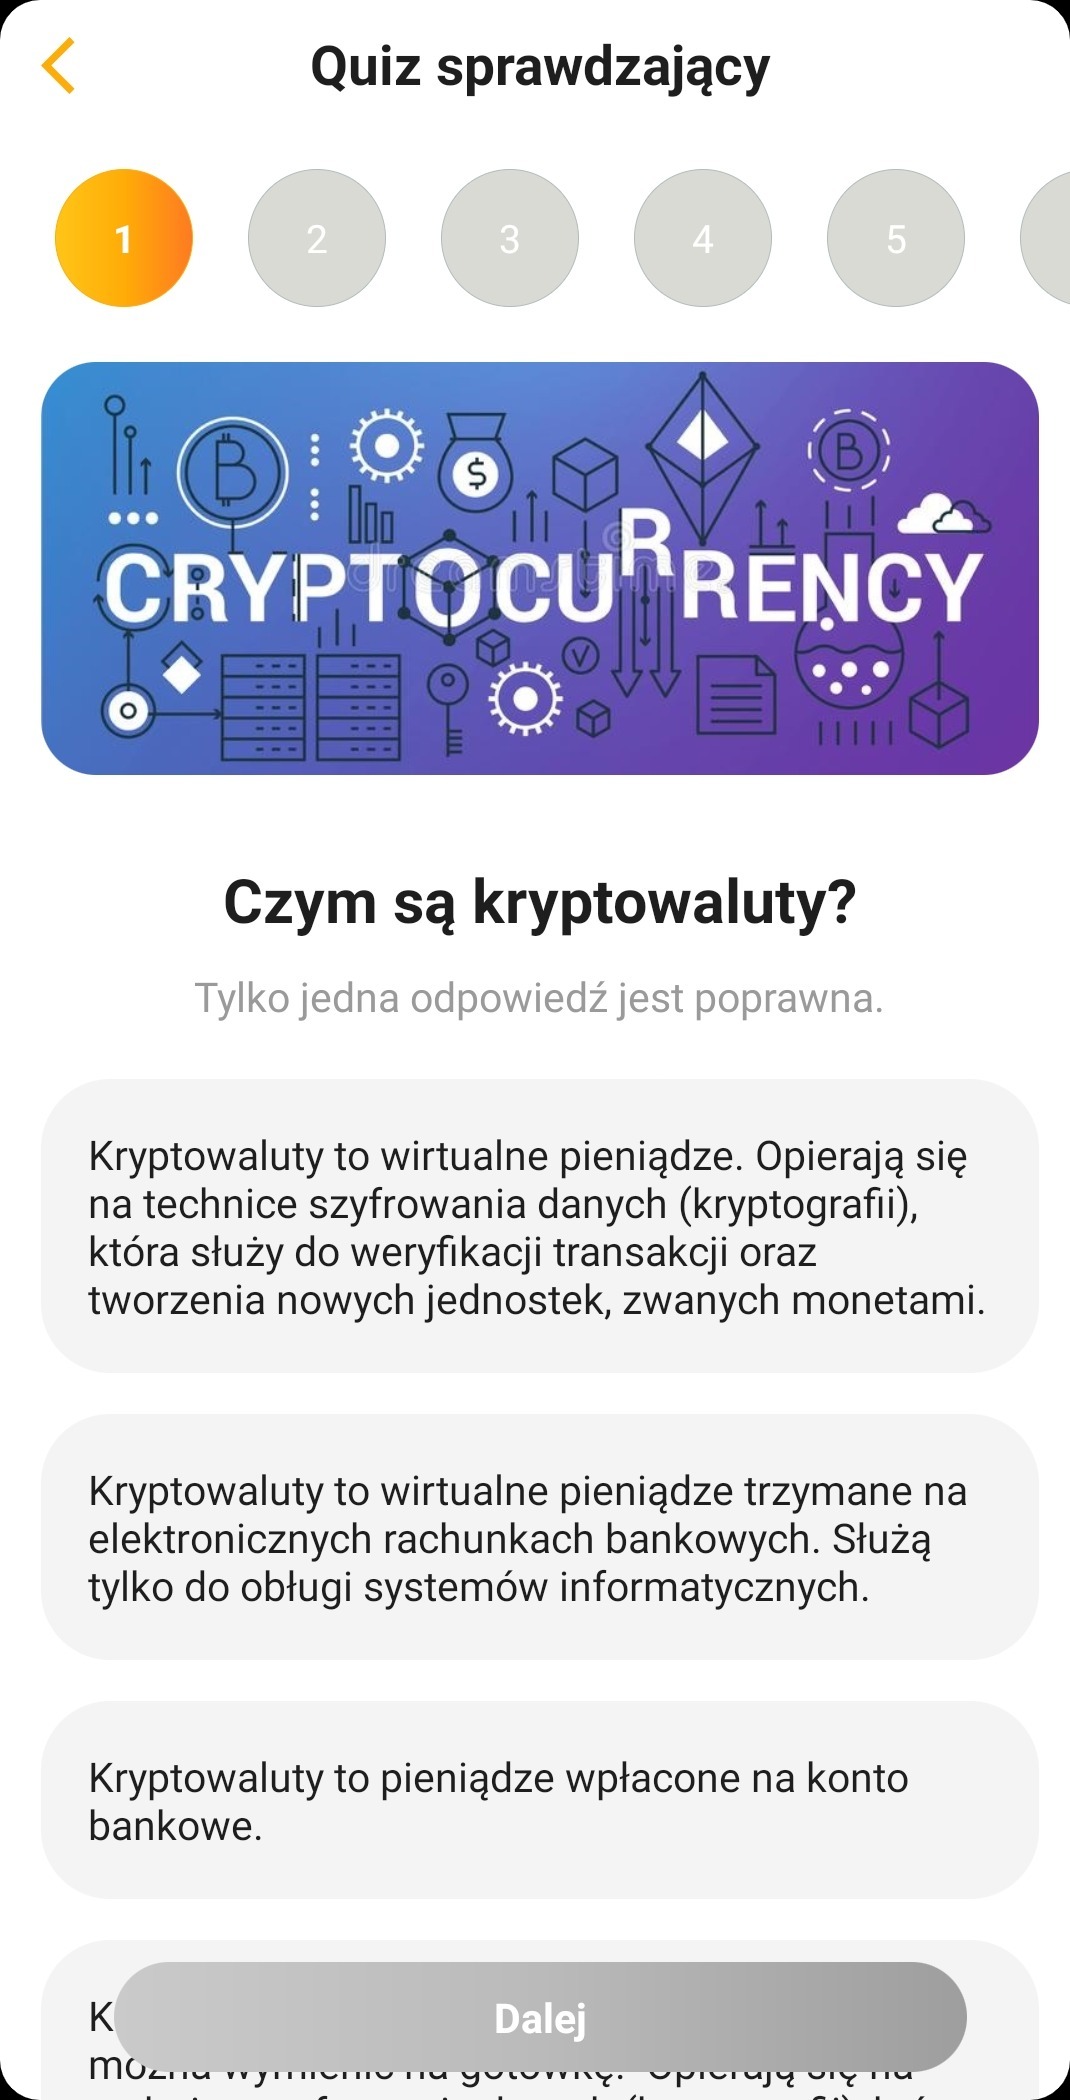 Quiz sprawdzający
1
2
3
4
5
CRYPTOCURRENCY
Czym są kryptowaluty?
Tylko jedna odpowiedź jest poprawna.
Kryptowaluty to wirtualne pieniądze. Opierają się
na technice szyfrowania danych (kryptografii),
która służy do weryfikacji transakcji oraz
tworzenia nowych jednostek, zwanych monetami.
Kryptowaluty to wirtualne pieniądze trzymane na
elektronicznych rachunkach bankowych. Służą
tylko do obługi systemów informatycznych.
Kryptowaluty to pieniądze wpłacone na konto
bankowe.
Dalej
można wymienić na gotówkę. Opierają się na